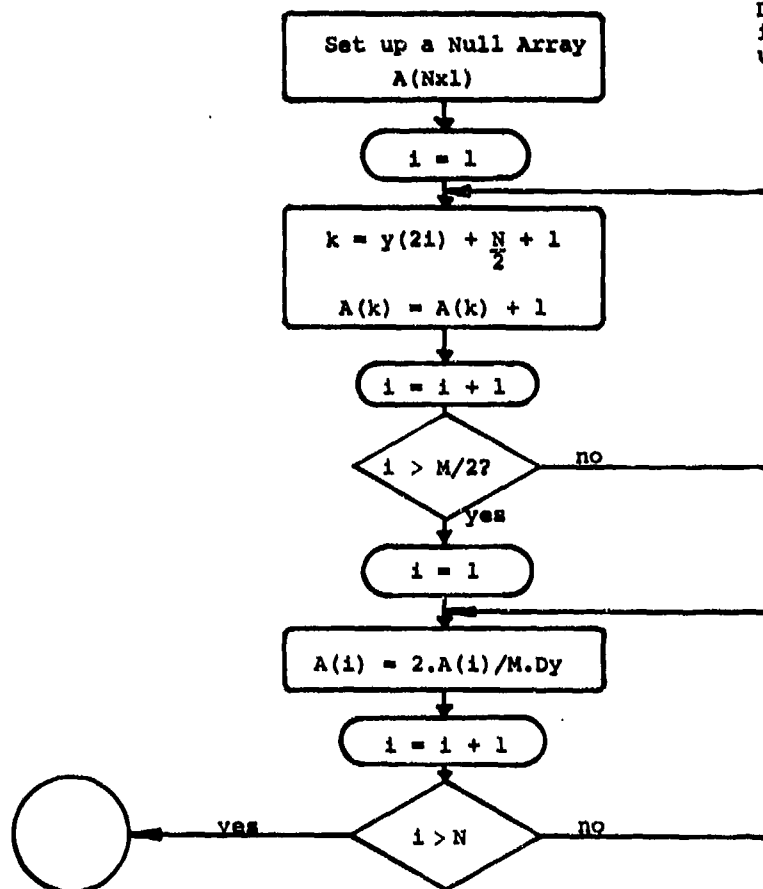 Set up a Null Array
A(Nx1)
i = 1
k = y(2i) + N/2 + 1
A(k) = A(k) + 1
i = i + 1
i > M/2?
no
yes
i = 1
A(i) = 2.A(i)/M.Dy
i = i + 1
i > N
yes
no